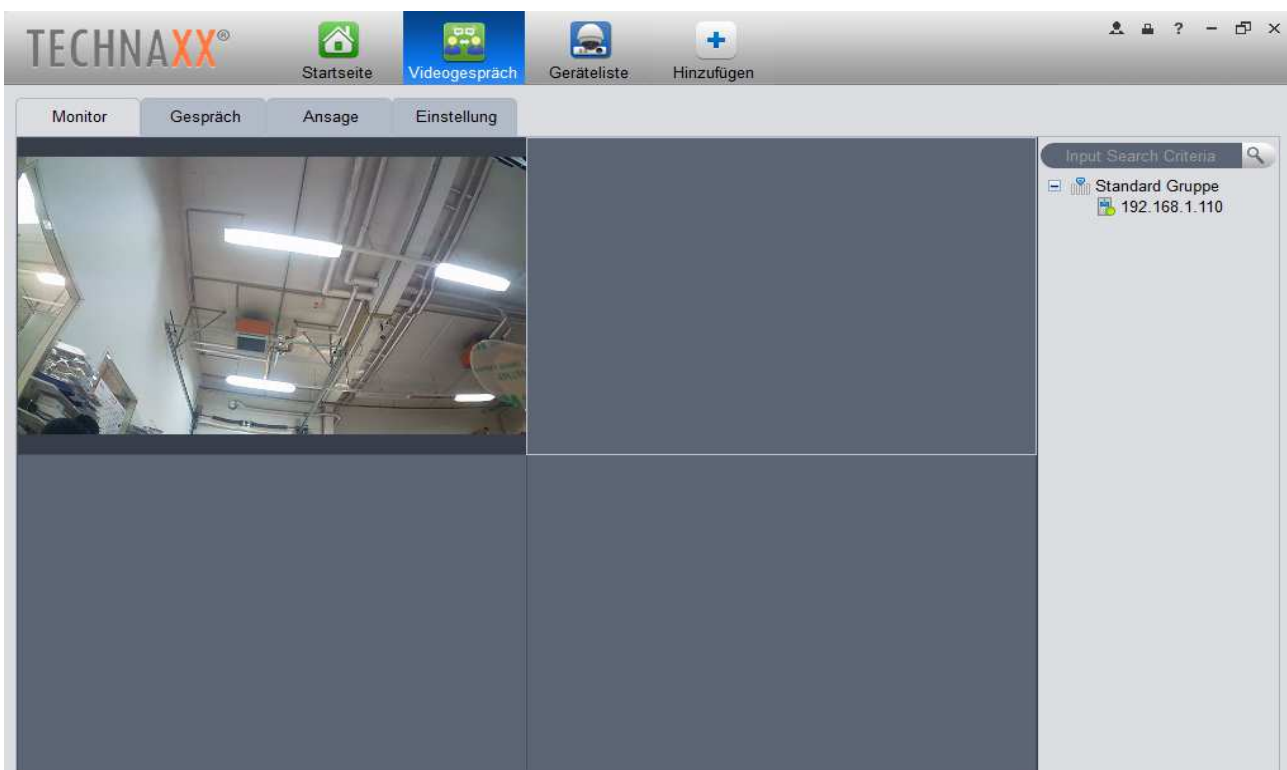 TECHNAXX®
Startseite
Videogespräch
Geräteliste
Hinzufügen
Monitor
Gespräch
Ansage
Einstellung
Input Search Criteria
Standard Gruppe
192.168.1.110